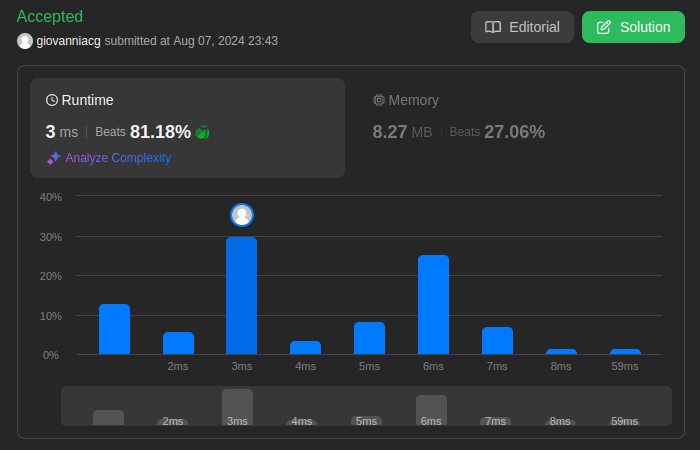 Accepted
giovanniacg submitted at Aug 07, 2024 23:43
Editorial
Solution
Runtime
3 ms | Beats 81.18%
Analyze Complexity
Memory
8.27 MB | Beats 27.06%
40%
30%
20%
10%
0%
2ms 3ms 4ms 5ms 6ms 7ms 8ms 59ms
2ms 3ms 4ms 5ms 6ms 7ms 8ms 59ms